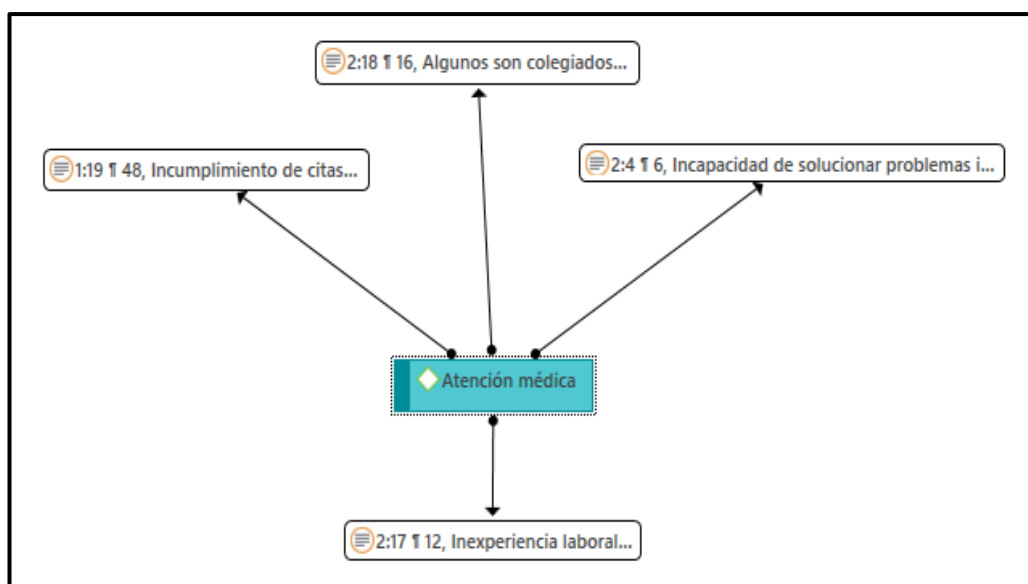 2:18 ¶ 16, Algunos son colegiados...
1:19 ¶ 48, Incumplimiento de citas...
2:4 ¶ 6, Incapacidad de solucionar problemas i...
Atención médica
2:17 ¶ 12, Inexperiencia laboral...